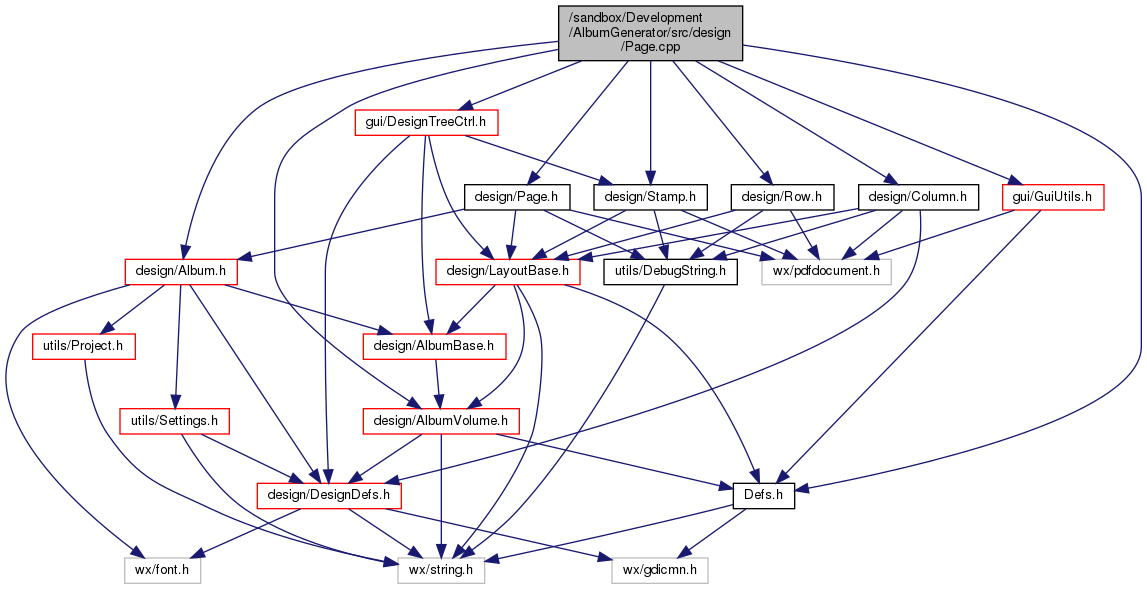 /sandbox/Development
/AlbumGenerator/src/design
/Page.cpp
gui/DesignTreeCtrl.h
design/Page.h
design/Stamp.h
design/Row.h
design/Column.h
gui/GuiUtils.h
design/Album.h
design/LayoutBase.h
utils/DebugString.h
wx/pdfdocument.h
utils/Project.h
design/AlbumBase.h
utils/Settings.h
design/AlbumVolume.h
design/DesignDefs.h
Defs.h
wx/font.h
wx/string.h
wx/gdicmn.h